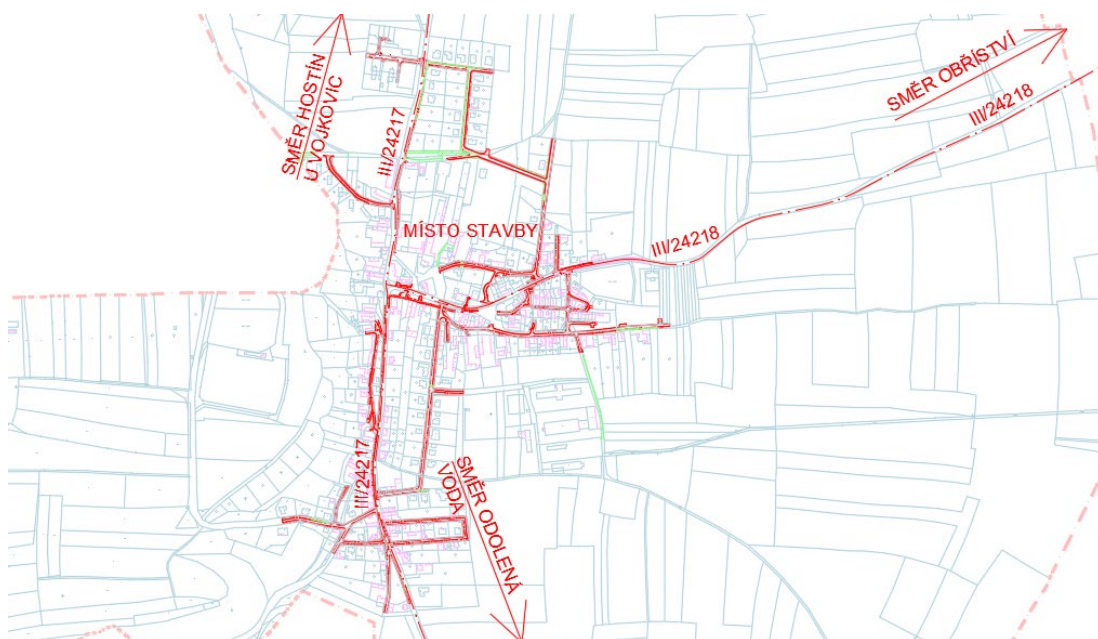 SMĚR HOSTÍN
U VOJKOVIC
III/24217
SMĚR OBŘÍSTVÍ
III/24218
MÍSTO STAVBY
III/24218
III/24217
SMĚR ODOLENÁ
VODA